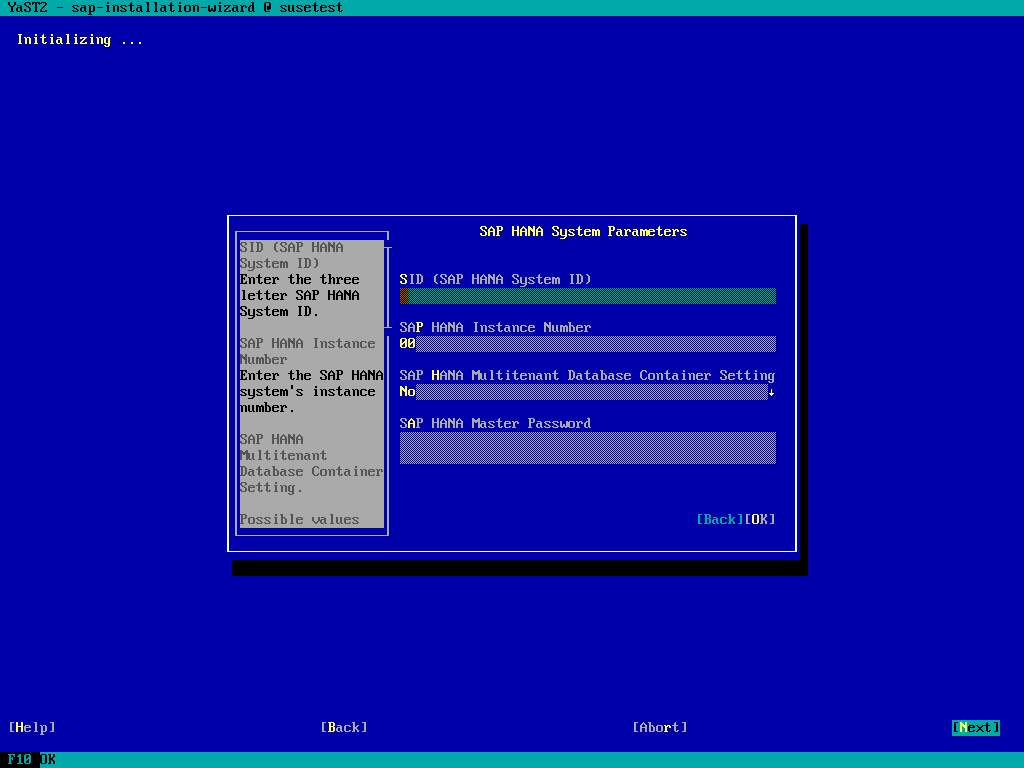 YaST2 - sap-installation-wizard @ susetest
Initializing ...
SAP HANA System Parameters
SID (SAP HANA
System ID)
Enter the three
letter SAP HANA
System ID.
SAP HANA Instance
Number
Enter the SAP HANA
system's instance
number.
SAP HANA
Multitenant
Database Container
Setting.
Possible values
SID (SAP HANA System ID)
SAP HANA Instance Number
00
SAP HANA Multitenant Database Container Setting
No↓
SAP HANA Master Password
[Back][OK]
[Help] [Back] [Abort] [Next]
F10 OK